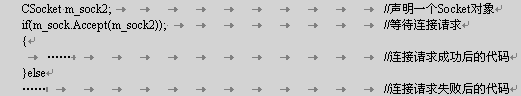 CSocket m_sock2; //声明一个Socket对象
if(m_sock.Accept(m_sock2)); //等待连接请求
{
…… //连接请求成功后的代码
}else
…… //连接请求失败后的代码